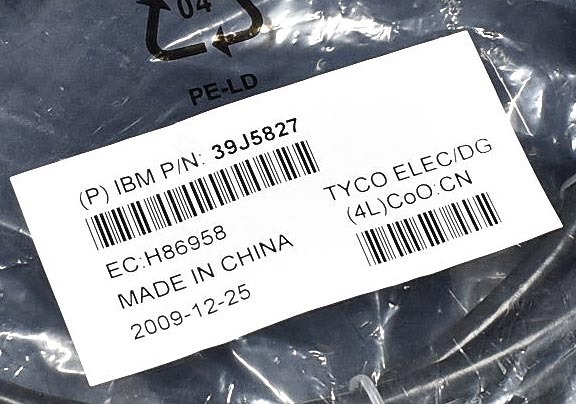 04
PE-LD
(P) IBM P/N: 39J5827
EC:H86958
MADE IN CHINA
2009-12-25
TYCO ELEC/DG
(4L)CoO:CN